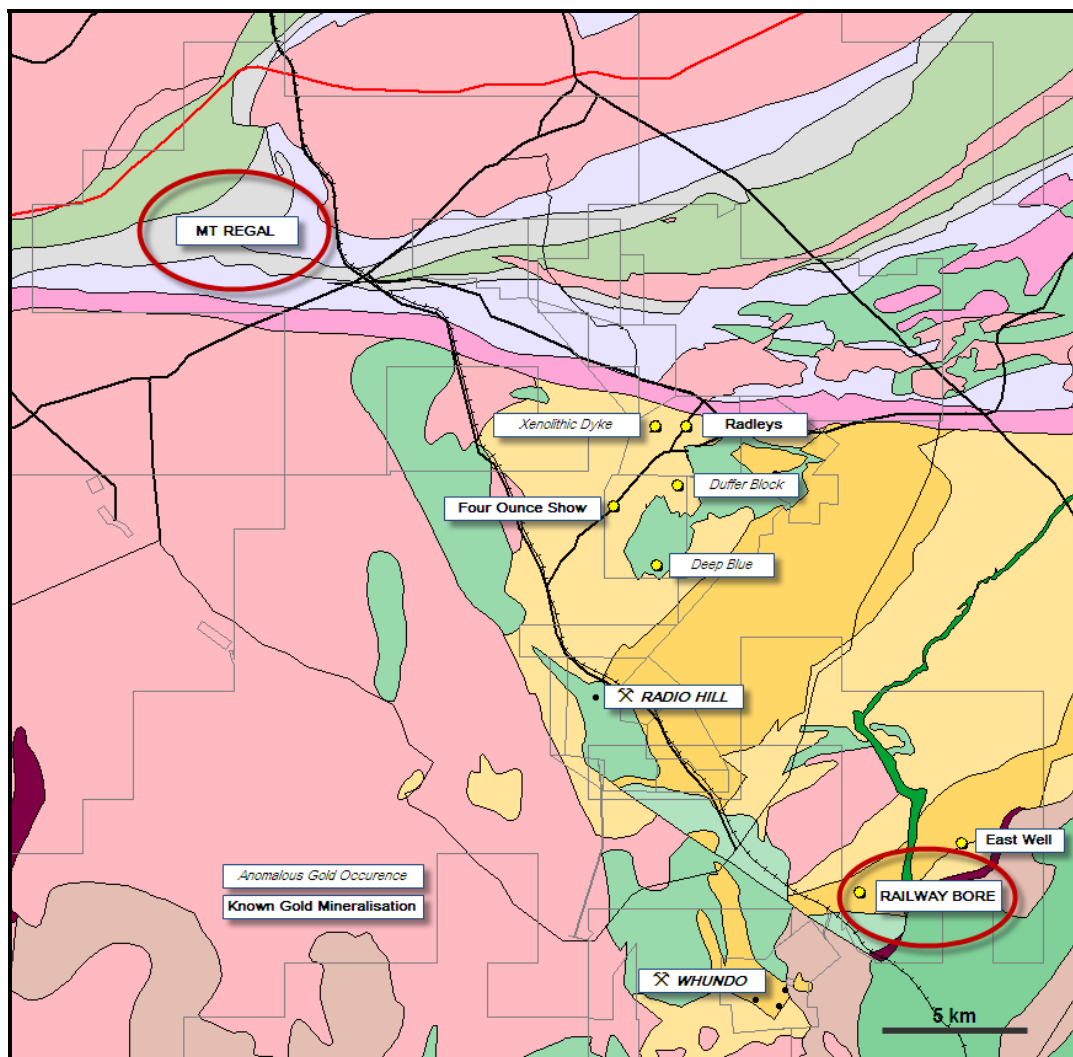 MT REGAL
Xenolithic Dyke
Radleys
Duffer Block
Four Ounce Show
Deep Blue
RADIO HILL
East Well
Anomalous Gold Occurence
RAILWAY BORE
Known Gold Mineralisation
WHUNDO
5 km